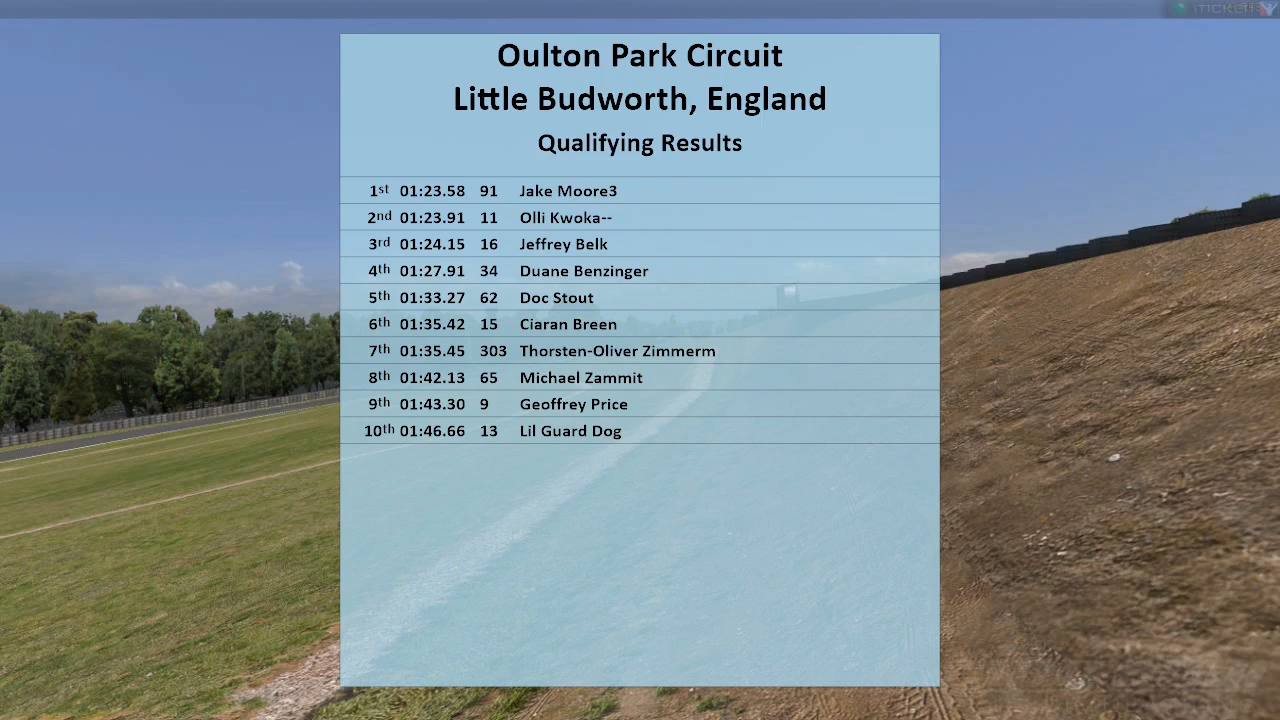 Oulton Park Circuit
Little Budworth, England
Qualifying Results
1st 01:23.58 91 Jake Moore3
2nd 01:23.91 11 Olli Kwoka--
3rd 01:24.15 16 Jeffrey Belk
4th 01:27.91 34 Duane Benzinger
5th 01:33.27 62 Doc Stout
6th 01:35.42 15 Ciaran Breen
7th 01:35.45 303 Thorsten-Oliver Zimmerm
8th 01:42.13 65 Michael Zammit
9th 01:43.30 9 Geoffrey Price
10th 01:46.66 13 Lil Guard Dog